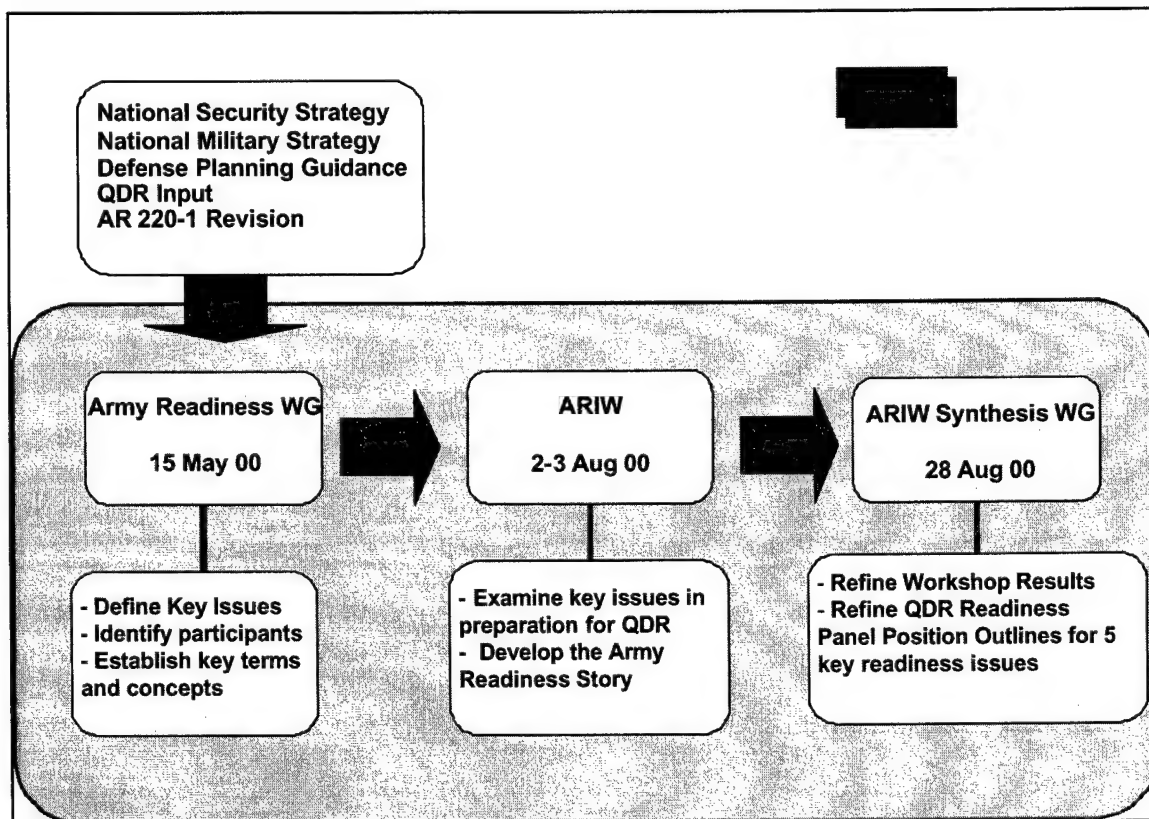 National Security Strategy
National Military Strategy
Defense Planning Guidance
QDR Input
AR 220-1 Revision
Army Readiness WG
15 May 00
ARIW
2-3 Aug 00
ARIW Synthesis WG
28 Aug 00
- Define Key Issues
- Identify participants
- Establish key terms
and concepts
- Examine key issues in
preparation for QDR
- Develop the Army
Readiness Story
- Refine Workshop Results
- Refine QDR Readiness
Panel Position Outlines for 5
key readiness issues